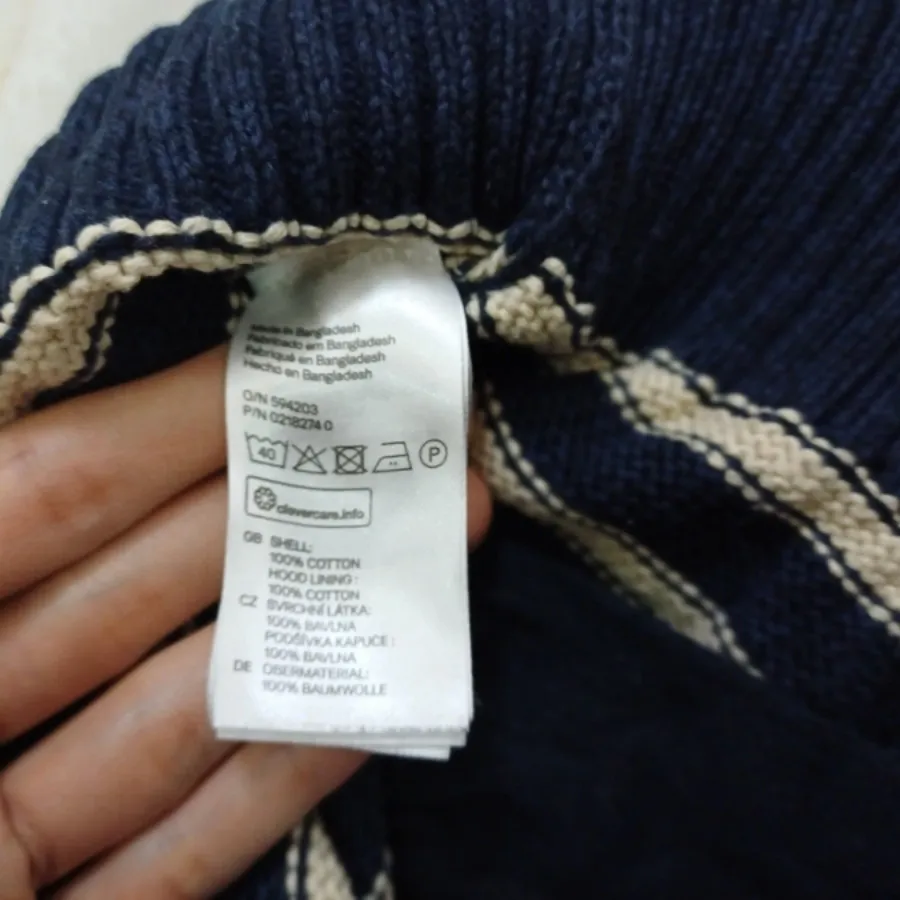 Made in Bangladesh
Fabricado em Bangladesh
Fabriqué en Bangladesh
Hecho en Bangladesh
O/N 594203
P/N 0218274 0
40
P
clevercare.info
GB SHELL:
100% COTTON
HOOD LINING:
100% COTTON
CZ SVRCHNÍ LÁTKA:
100% BAVLNA
PODŠÍVKA KAPUCE:
100% BAVLNA
DE OBERMATERIAL:
100% BAUMWOLLE